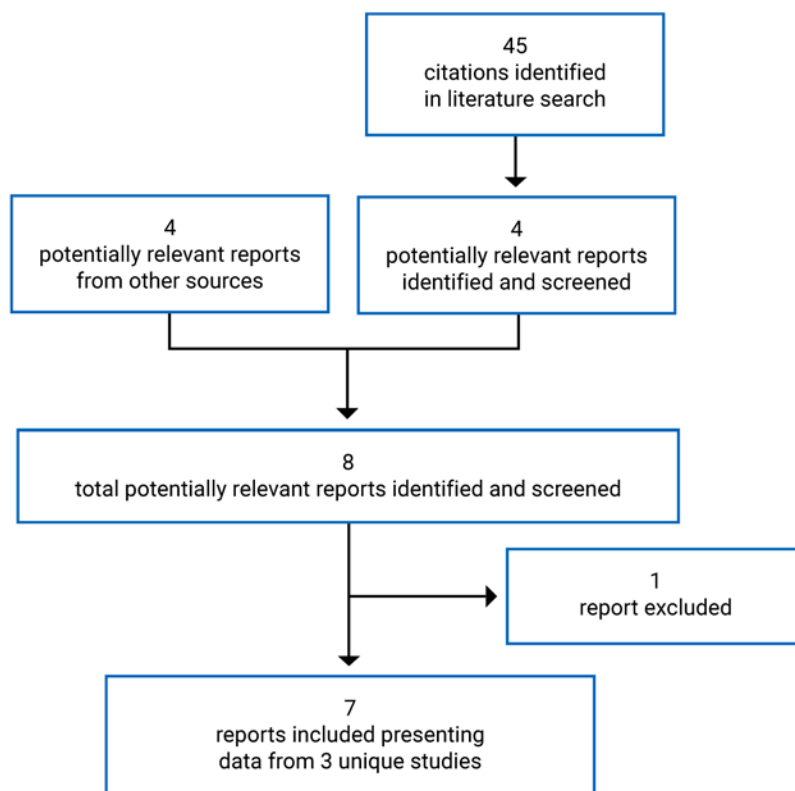 45
citations identified
in literature search
4
potentially relevant reports
from other sources
4
potentially relevant reports
identified and screened
8
total potentially relevant reports identified and screened
1
report excluded
7
reports included presenting
data from 3 unique studies